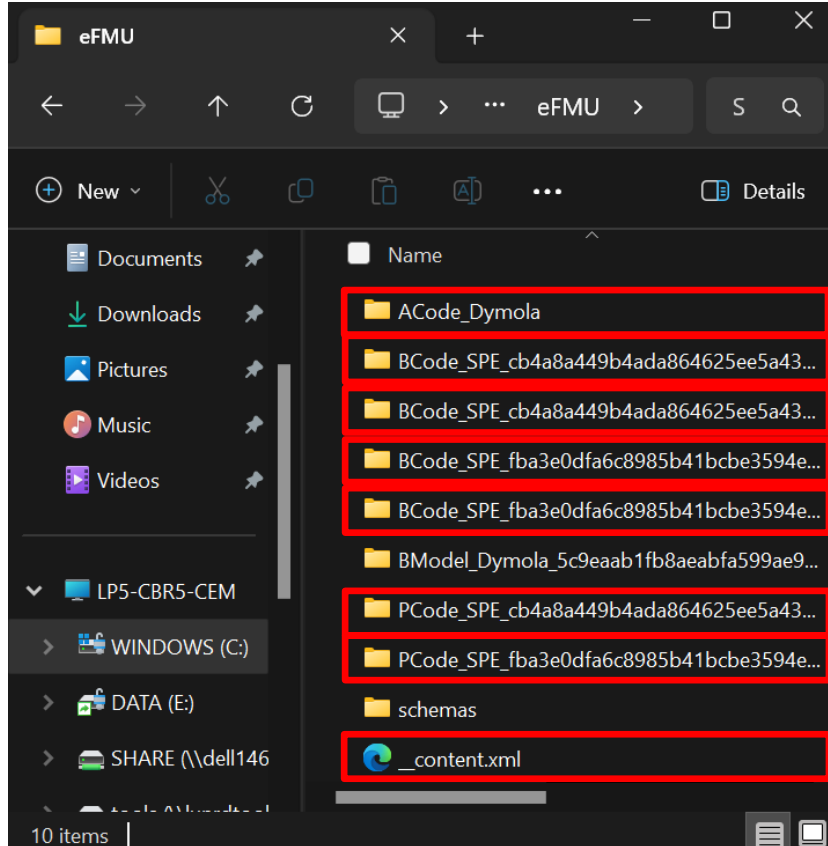 eFMU
eFMU
S
New
Details
Documents
Downloads
Pictures
Music
Videos
LP5-CBR5-CEM
WINDOWS (C:)
DATA (E:)
SHARE (\\dell146
Name
ACode_Dymola
BCode_SPE_cb4a8a449b4ada864625ee5a43...
BCode_SPE_cb4a8a449b4ada864625ee5a43...
BCode_SPE_fba3e0dfa6c8985b41bcbe3594e...
BCode_SPE_fba3e0dfa6c8985b41bcbe3594e...
BModel_Dymola_5c9eaab1fb8aeabfa599ae9...
PCode_SPE_cb4a8a449b4ada864625ee5a43...
PCode_SPE_fba3e0dfa6c8985b41bcbe3594e...
schemas
__content.xml
10 items